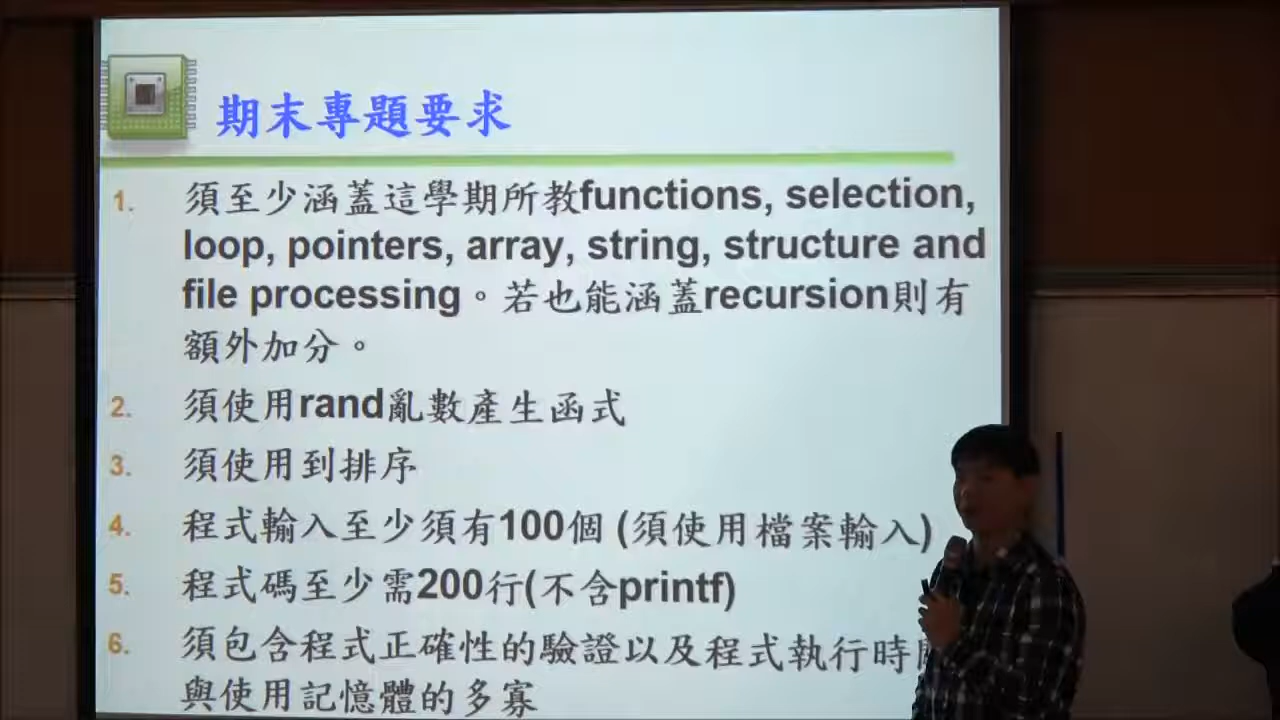 期末專題要求
1. 須至少涵蓋這學期所教functions, selection,
loop, pointers, array, string, structure and
file processing。若也能涵蓋recursion則有
額外加分。
2. 須使用rand亂數產生函式
3. 須使用到排序
4. 程式輸入至少須有100個 (須使用檔案輸入)
5. 程式碼至少需200行(不含printf)
6. 須包含程式正確性的驗證以及程式執行時
與使用記憶體的多寡